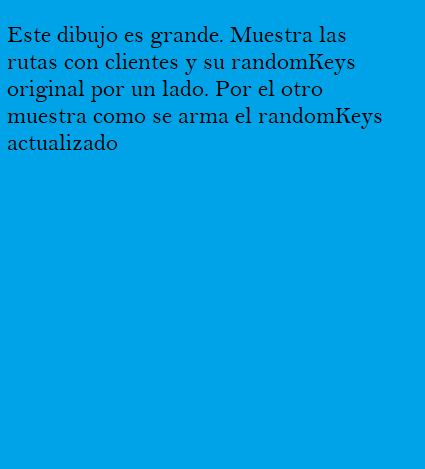 Este dibujo es grande. Muestra las
rutas con clientes y su randomKeys
original por un lado. Por el otro
muestra como se arma el randomKeys
actualizado